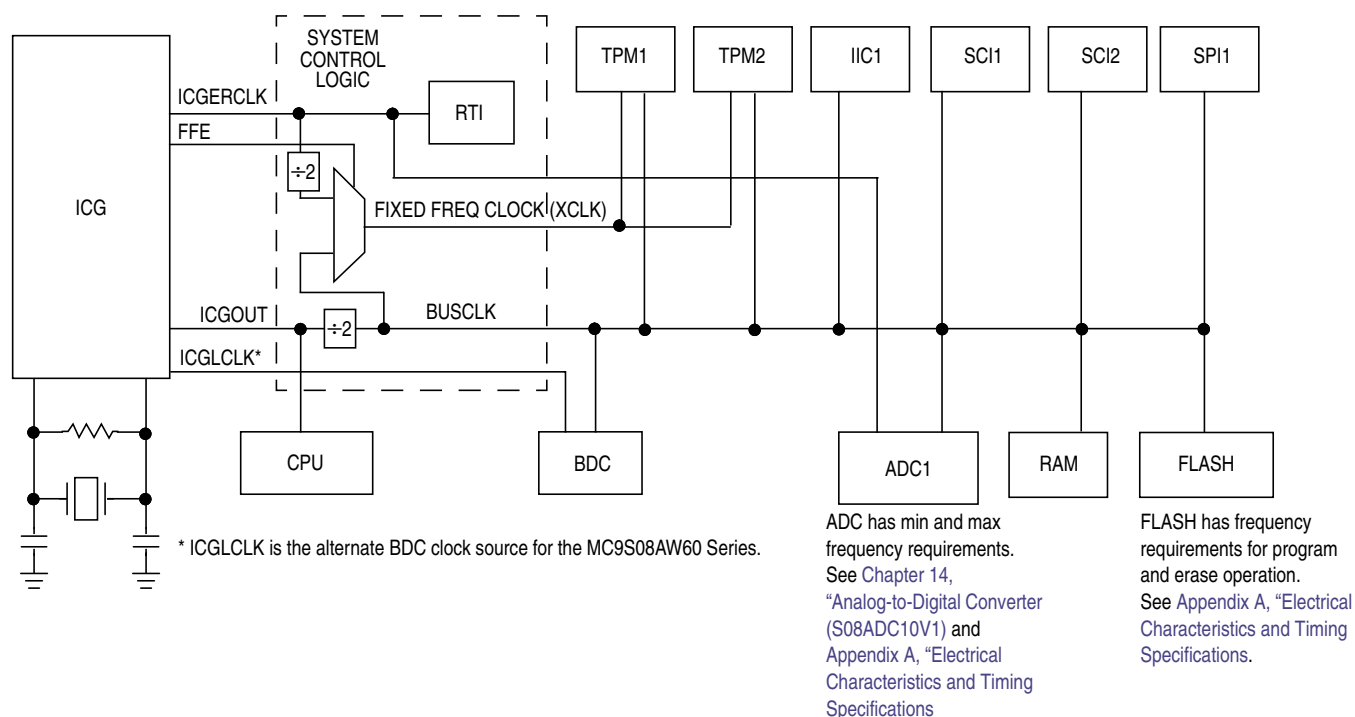 SYSTEM
CONTROL
LOGIC
TPM1
TPM2
IIC1
SCI1
SCI2
SPI1
ICGERCLK
RTI
FFE
÷2
ICG
FIXED FREQ CLOCK (XCLK)
ICGOUT
÷2
BUSCLK
ICGLCLK*
CPU
BDC
ADC1
RAM
FLASH
* ICGLCLK is the alternate BDC clock source for the MC9S08AW60 Series.
ADC has min and max
frequency requirements.
See Chapter 14,
“Analog-to-Digital Converter
(S08ADC10V1) and
Appendix A, “Electrical
Characteristics and Timing
Specifications
FLASH has frequency
requirements for program
and erase operation.
See Appendix A, “Electrical
Characteristics and Timing
Specifications.